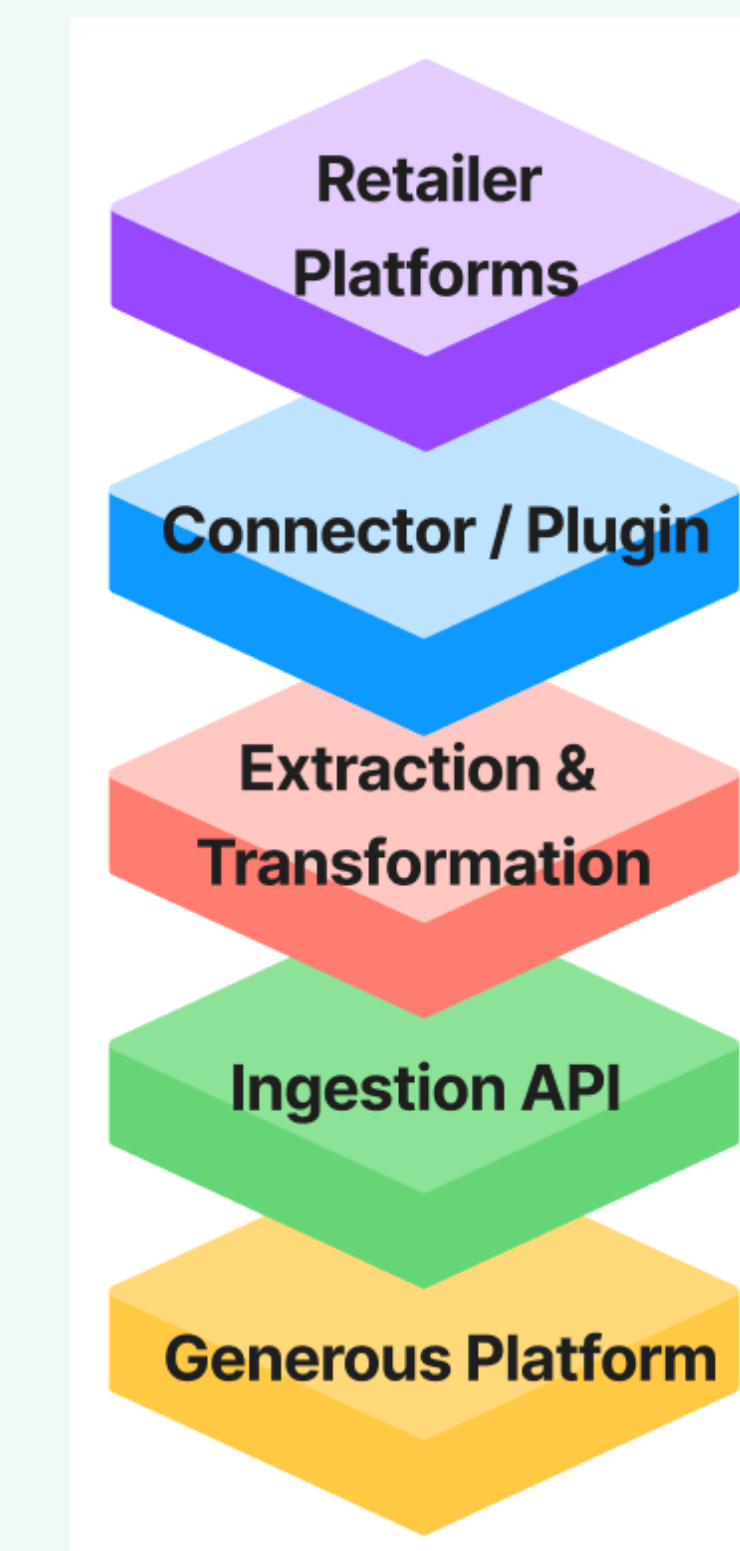 Retailer
Platforms
Connector / Plugin
Extraction &
Transformation
Ingestion API
Generous Platform